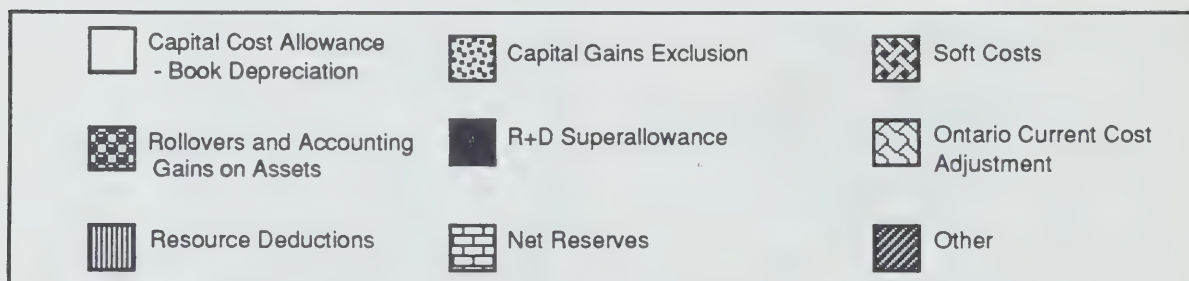 Capital Cost Allowance
- Book Depreciation
Capital Gains Exclusion
Soft Costs
Rollovers and Accounting
Gains on Assets
R+D Superallowance
Ontario Current Cost
Adjustment
Resource Deductions
Net Reserves
Other